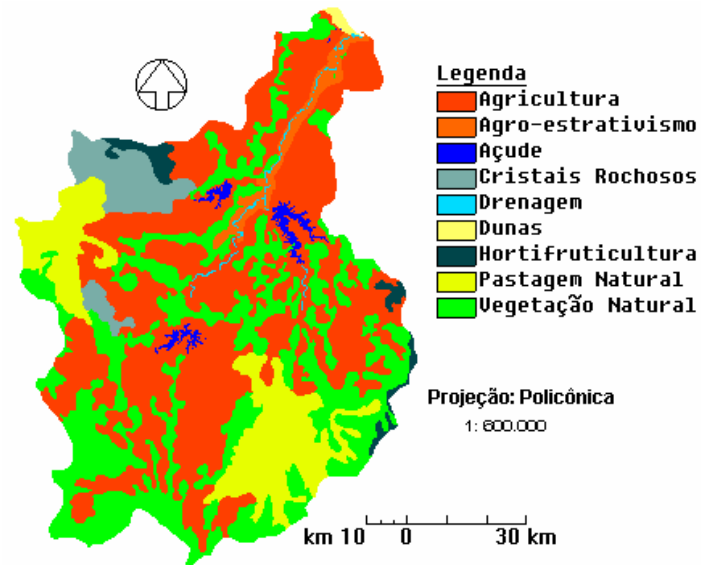 Legenda
Agricultura
Agro-estrativismo
Açude
Cristais Rochosos
Drenagem
Dunas
Hortifruticultura
Pastagem Natural
Vegetação Natural
Projeção: Policônica
1: 600.000
km 10 0 30 km